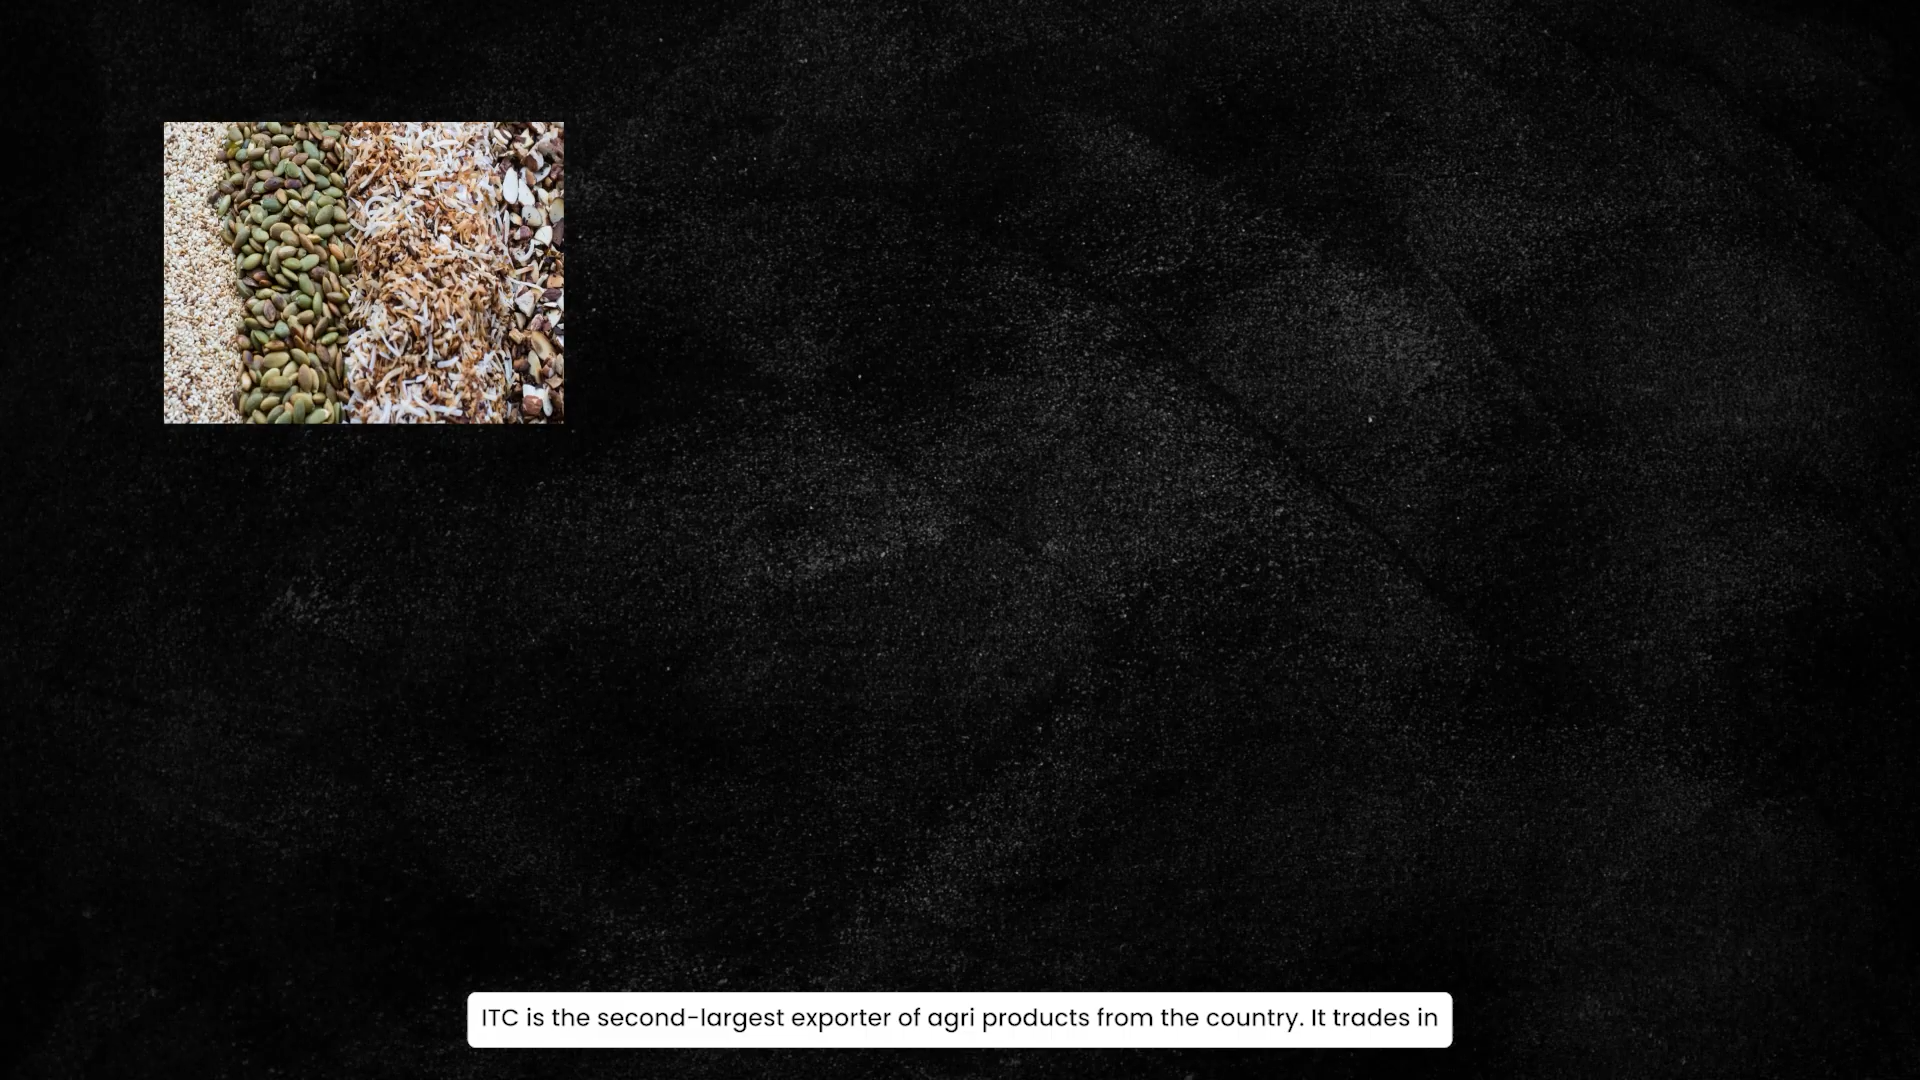 ITC is the second-largest exporter of agri products from the country. It trades in